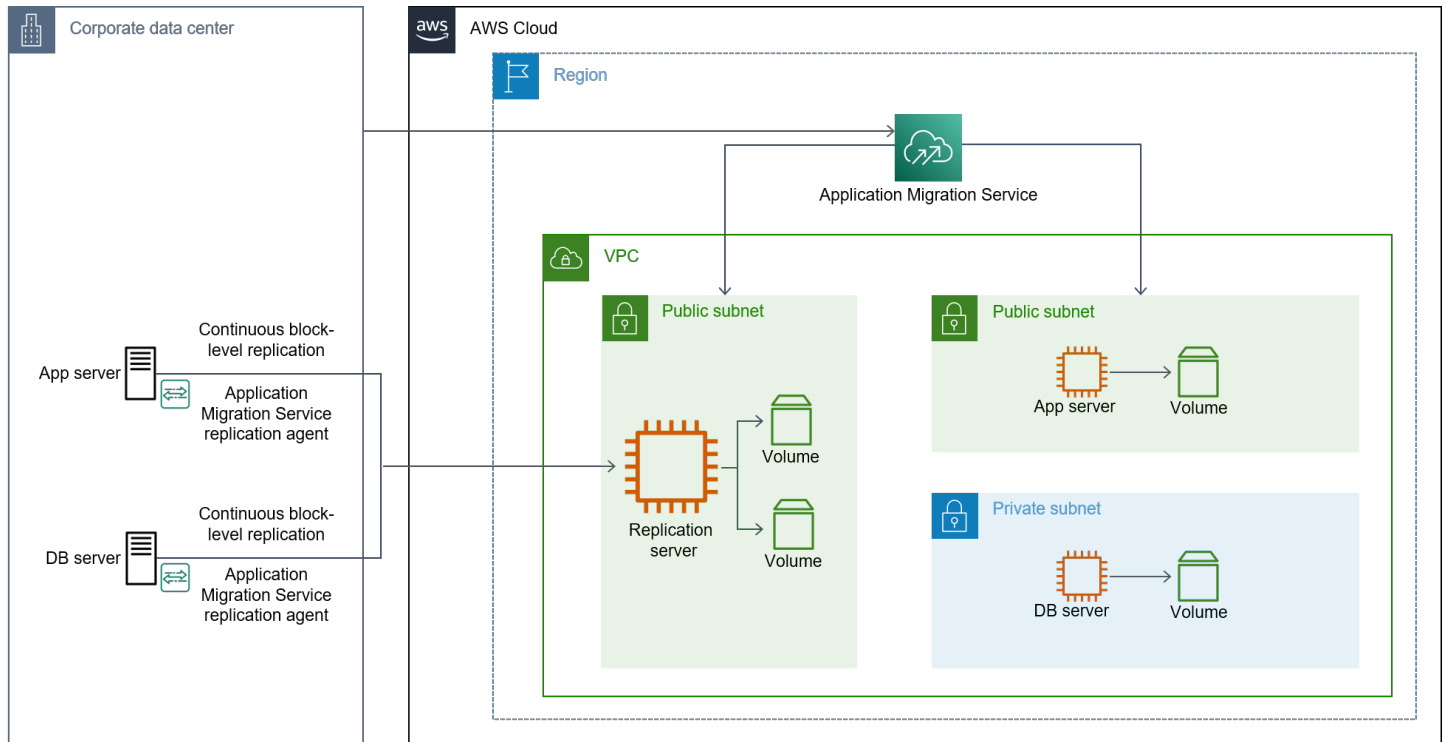 Corporate data center
aws
AWS Cloud
Region
Application Migration Service
VPC
Public subnet
Public subnet
Continuous block-
level replication
App server
Application
Migration Service
replication agent
App server
Volume
Volume
Replication
server
Volume
Private subnet
Continuous block-
level replication
DB server
Application
Migration Service
replication agent
DB server
Volume